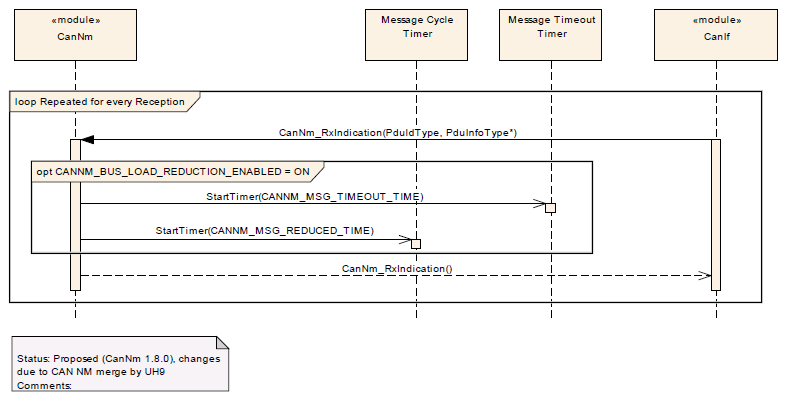 «module»
CanNm
Message Cycle
Timer
Message Timeout
Timer
«module»
CanIf
loop Repeated for every Reception
CanNm_RxIndication(PduIdType, PduInfoType*)
opt CANNM_BUS_LOAD_REDUCTION_ENABLED = ON
StartTimer(CANNM_MSG_TIMEOUT_TIME)
StartTimer(CANNM_MSG_REDUCED_TIME)
CanNm_RxIndication()
Status: Proposed (CanNm 1.8.0), changes
due to CAN NM merge by UH9
Comments: